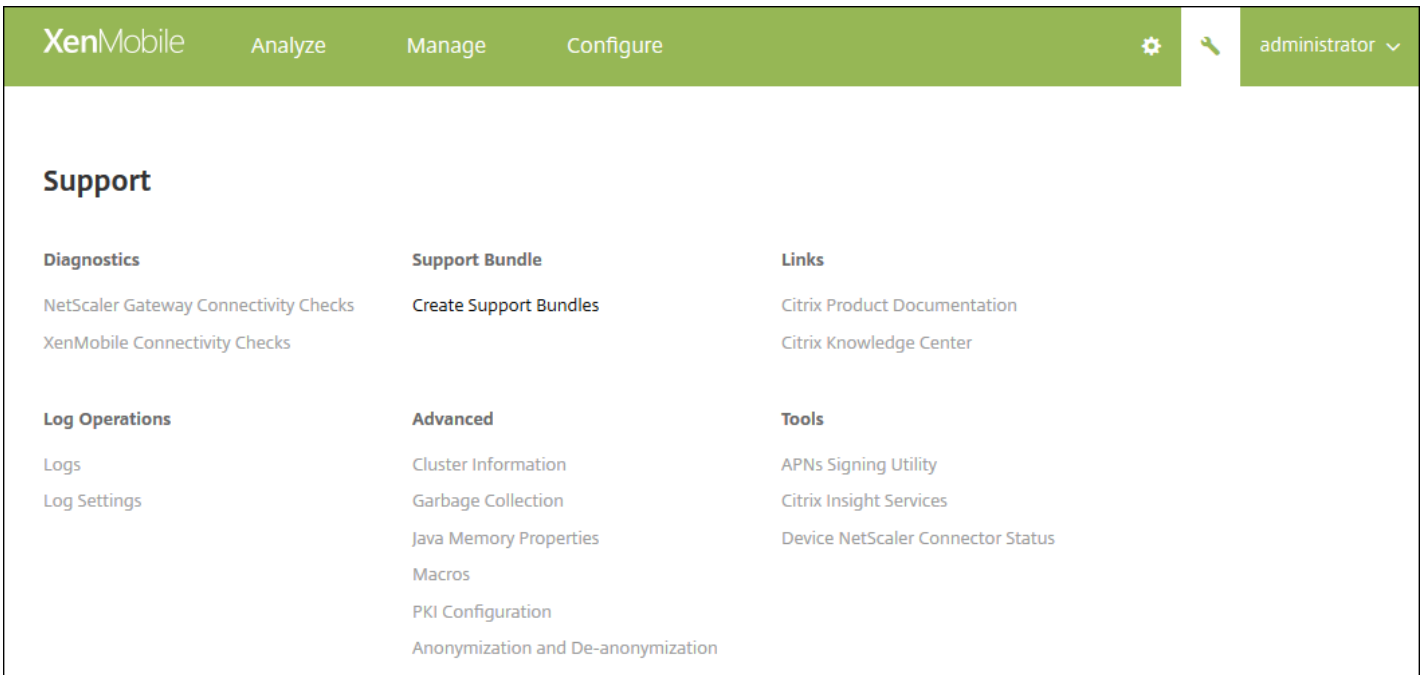 XenMobile Analyze Manage Configure administrator
Support
Diagnostics
NetScaler Gateway Connectivity Checks
XenMobile Connectivity Checks
Support Bundle
Create Support Bundles
Links
Citrix Product Documentation
Citrix Knowledge Center
Log Operations
Logs
Log Settings
Advanced
Cluster Information
Garbage Collection
Java Memory Properties
Macros
PKI Configuration
Anonymization and De-anonymization
Tools
APNs Signing Utility
Citrix Insight Services
Device NetScaler Connector Status